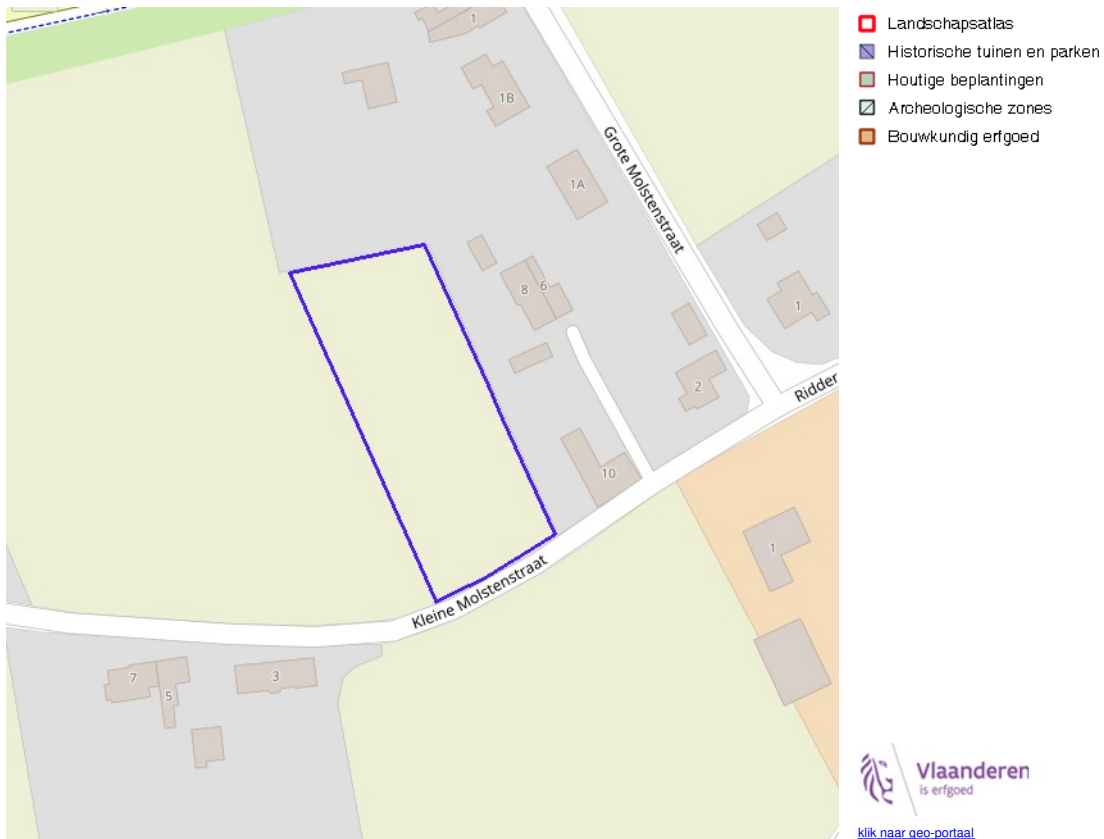 1
1B
Grote Molstenstraat
1A
8
6
1
2
Ridder
10
1
Kleine Molstenstraat
7
5
3
Landschapsatlas
Historische tuinen en parken
Houtige beplantingen
Archeologische zones
Bouwkundig erfgoed
Vlaanderen
is erfgoed
klik naar geo-portaal